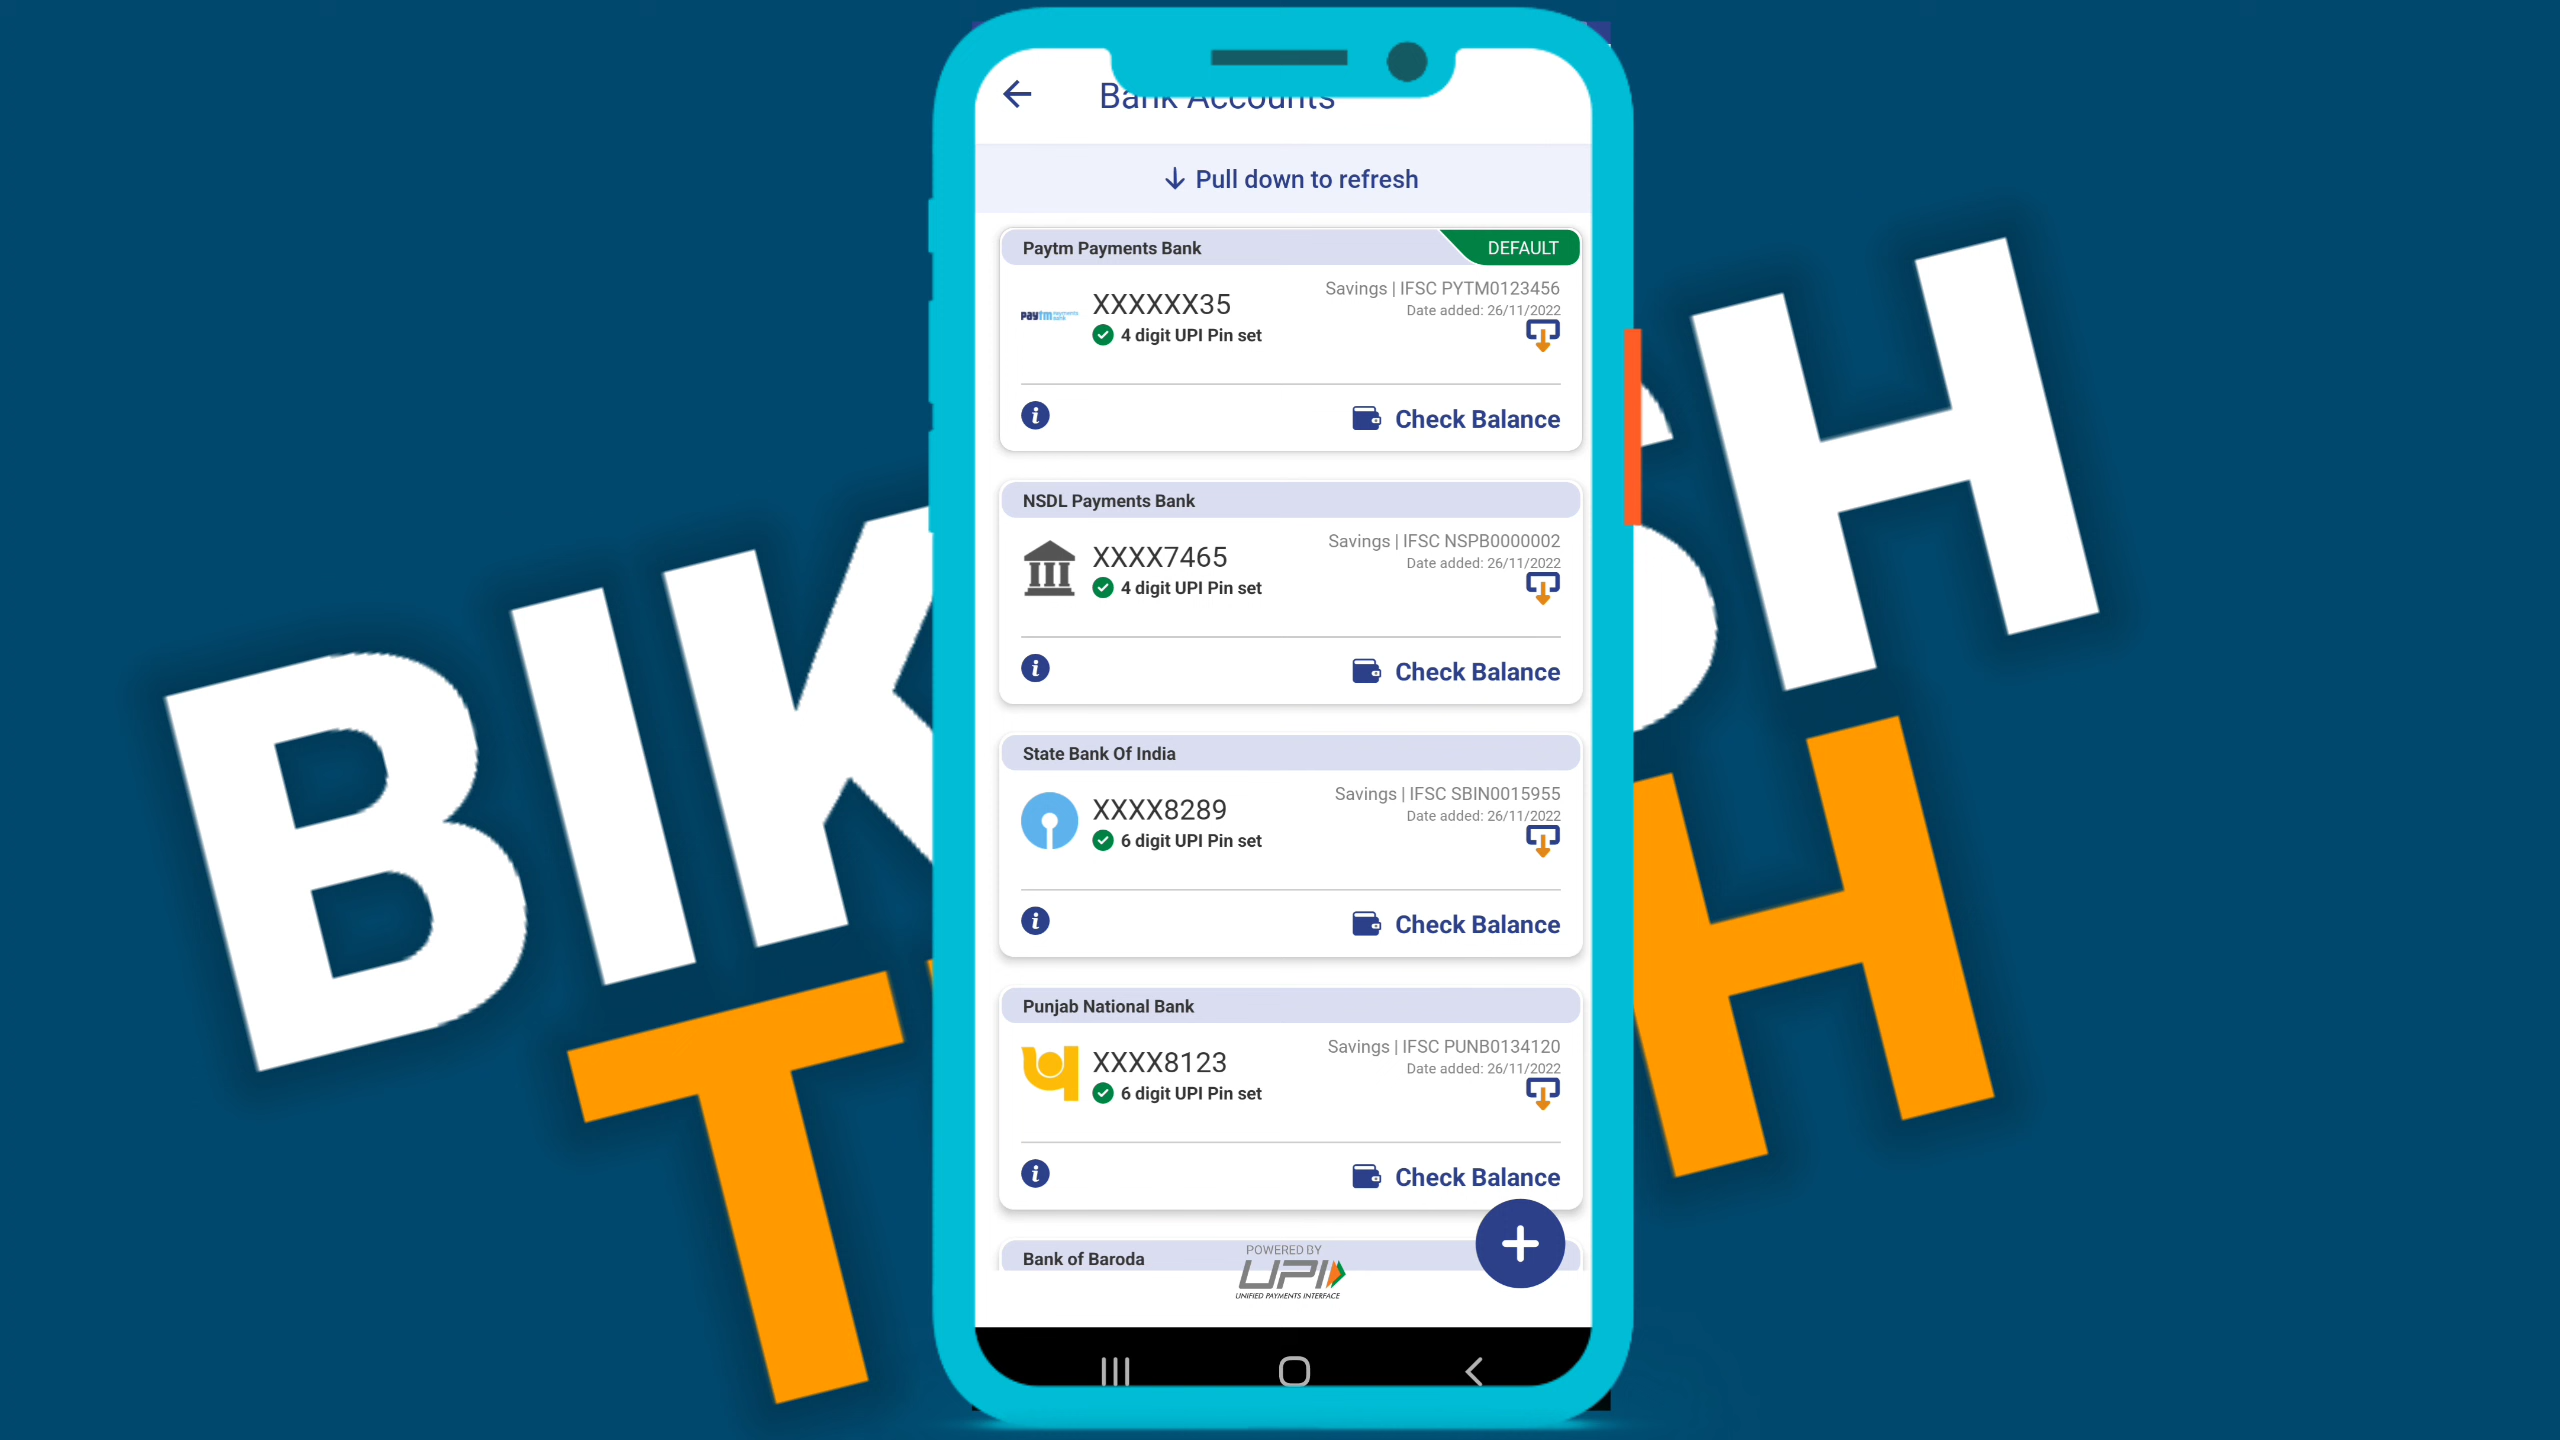 Bank Accounts
Pull down to refresh
Paytm Payments Bank
DEFAULT
XXXXXX35
Savings | IFSC PYTM0123456
Date added: 26/11/2022
4 digit UPI Pin set
Check Balance
NSDL Payments Bank
XXXX7465
Savings | IFSC NSPB0000002
Date added: 26/11/2022
4 digit UPI Pin set
Check Balance
State Bank Of India
XXXX8289
Savings | IFSC SBIN0015955
Date added: 26/11/2022
6 digit UPI Pin set
Check Balance
Punjab National Bank
XXXX8123
Savings | IFSC PUNB0134120
Date added: 26/11/2022
6 digit UPI Pin set
Check Balance
Bank of Baroda
POWERED BY
UPI
UNIFIED PAYMENTS INTERFACE
paytm payments bank